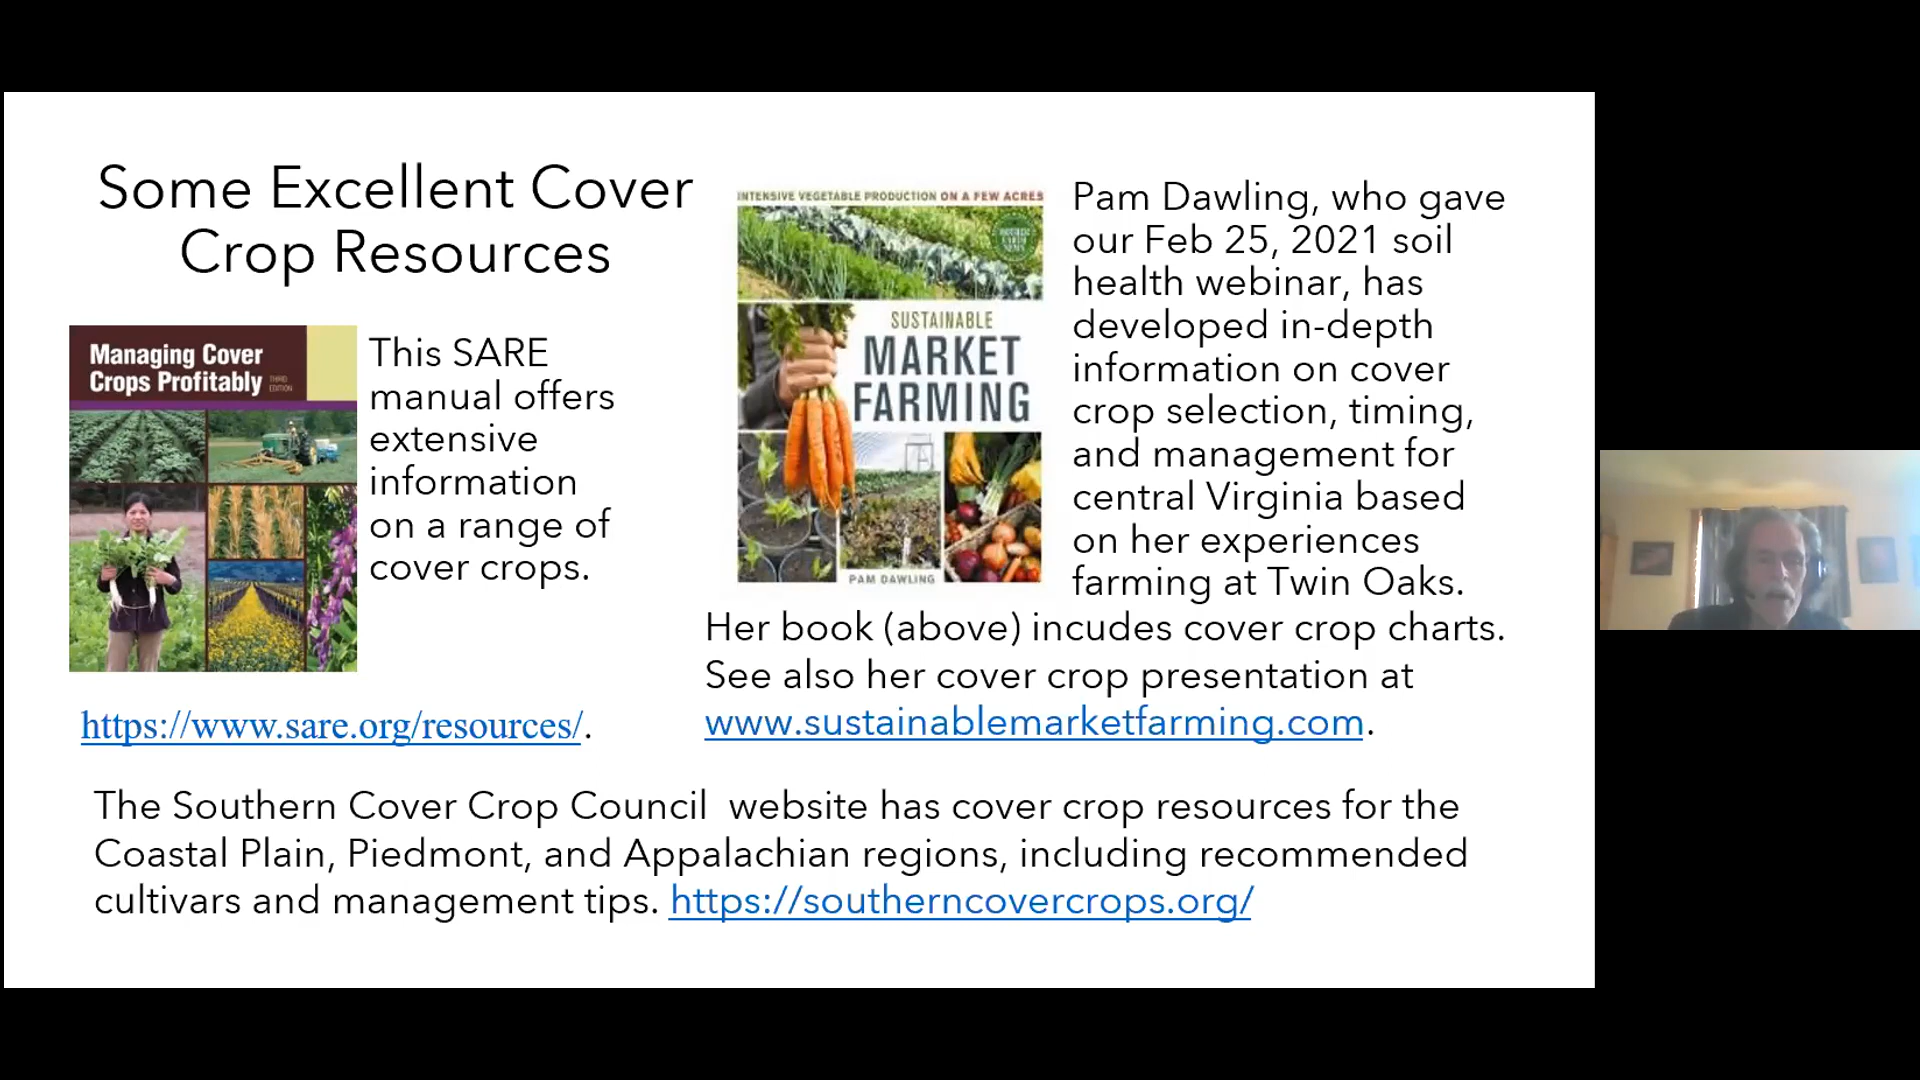 Some Excellent Cover
Crop Resources
Managing Cover
Crops Profitably THIRD
EDITION
This SARE
manual offers
extensive
information
on a range of
cover crops.
https://www.sare.org/resources/.
INTENSIVE VEGETABLE PRODUCTION ON A FEW ACRES
MOTHER
EARTH
NEWS
SUSTAINABLE
MARKET
FARMING
PAM DAWLING
Pam Dawling, who gave
our Feb 25, 2021 soil
health webinar, has
developed in-depth
information on cover
crop selection, timing,
and management for
central Virginia based
on her experiences
farming at Twin Oaks.
Her book (above) incudes cover crop charts.
See also her cover crop presentation at
www.sustainablemarketfarming.com.
The Southern Cover Crop Council website has cover crop resources for the
Coastal Plain, Piedmont, and Appalachian regions, including recommended
cultivars and management tips. https://southerncovercrops.org/